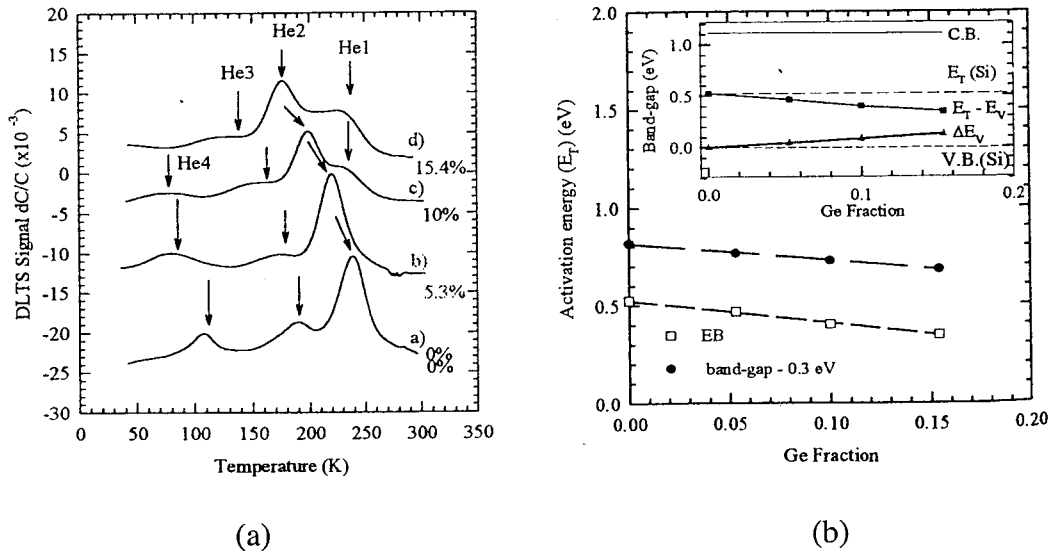 DLTS Signal dC/C (x10⁻³)
20
15
10
5
0
-5
-10
-15
-20
-25
-30
He2
He1
He3
He4
d)
15.4%
c)
10%
b)
5.3%
a)
0%
0%
0
50
100
150
200
250
300
350
Temperature (K)
(a)
Activation energy (E_T) (eV)
2.0
1.5
1.0
0.5
0.0
Band-gap (eV)
1.0
0.5
0.0
C.B.
E_T (Si)
E_T - E_V
ΔE_V
V.B.(Si)
0.0
0.1
0.2
Ge Fraction
EB
band-gap - 0.3 eV
0.00
0.05
0.10
0.15
0.20
Ge Fraction
(b)